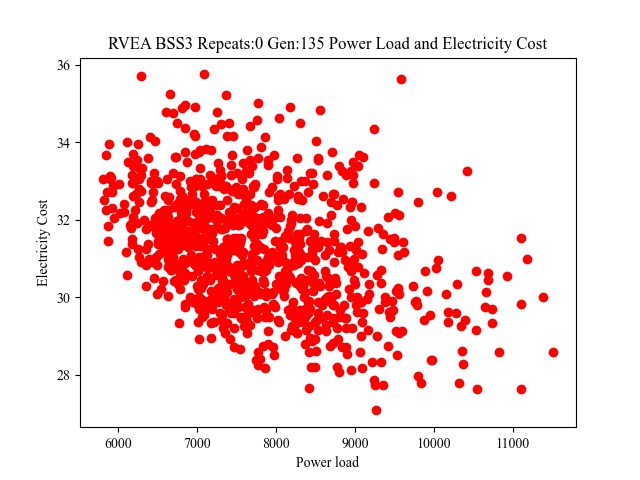 RVEA BSS3 Repeats:0 Gen:135 Power Load and Electricity Cost
36
34
32
30
28
Electricity Cost
6000 7000 8000 9000 10000 11000
Power load